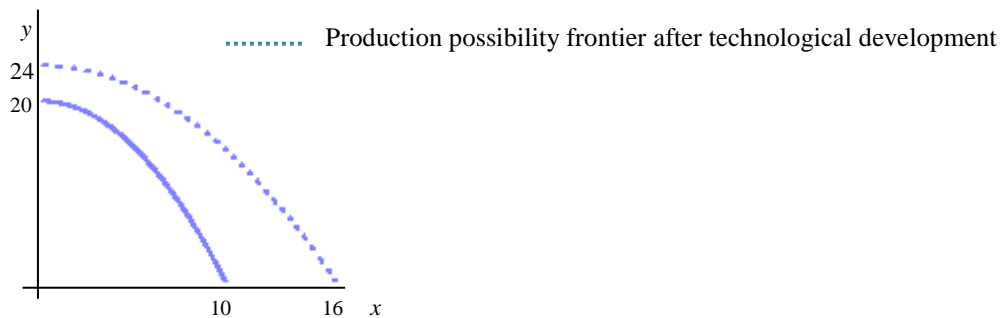 y
Production possibility frontier after technological development
24
20
10 16 x